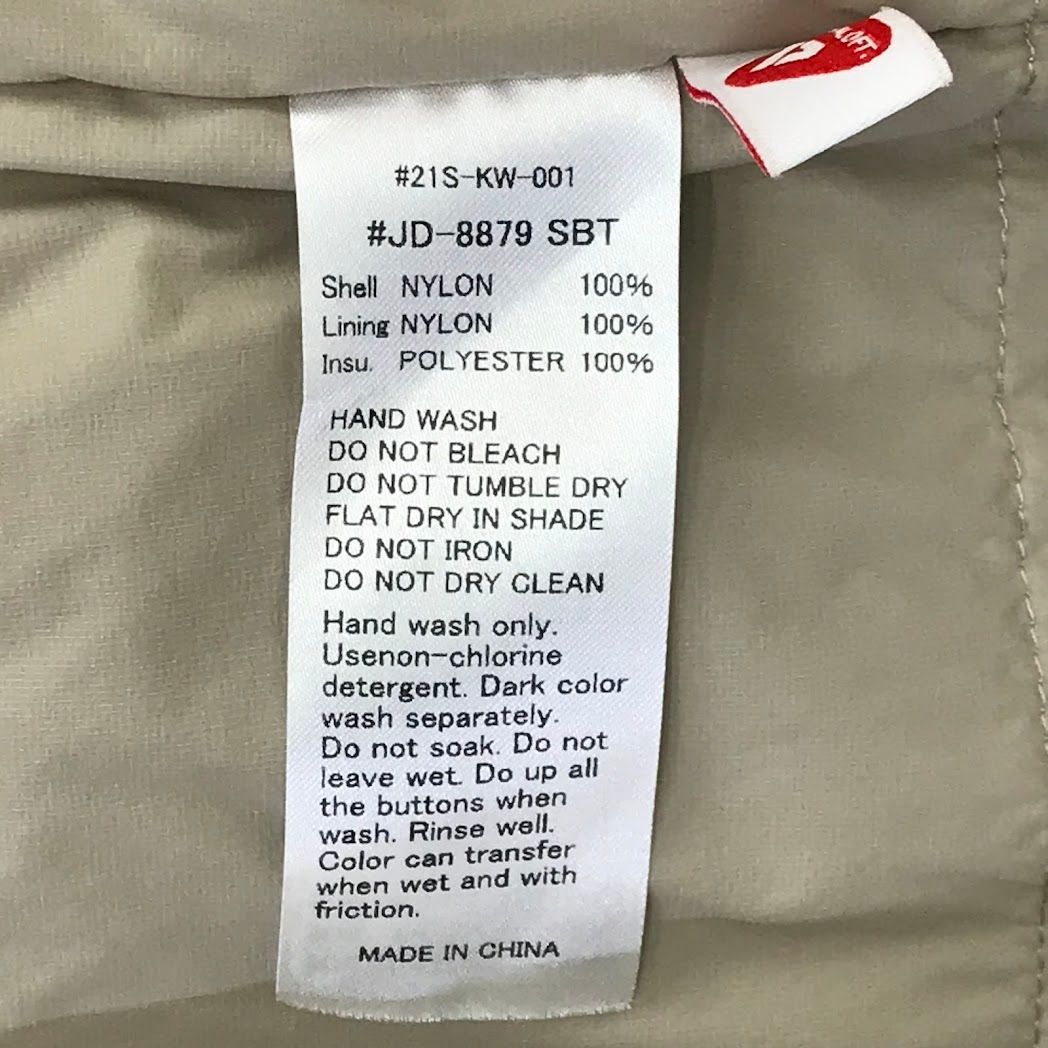 #21S-KW-001
#JD-8879 SBT
Shell NYLON 100%
Lining NYLON 100%
Insu. POLYESTER 100%
HAND WASH
DO NOT BLEACH
DO NOT TUMBLE DRY
FLAT DRY IN SHADE
DO NOT IRON
DO NOT DRY CLEAN
Hand wash only.
Usenon-chlorine
detergent. Dark color
wash separately.
Do not soak. Do not
leave wet. Do up all
the buttons when
wash. Rinse well.
Color can transfer
when wet and with
friction.
MADE IN CHINA